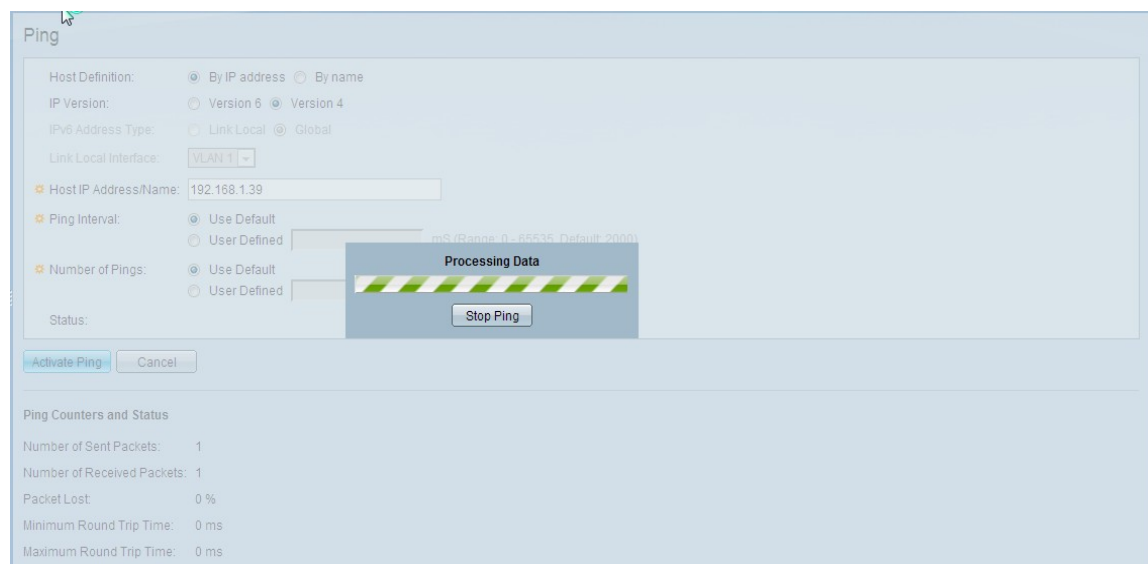 Ping
Host Definition: By IP address By name
IP Version: Version 6 Version 4
IPv6 Address Type: Link Local Global
Link Local Interface: VLAN 1
Host IP Address/Name: 192.168.1.39
Ping Interval: Use Default
User Defined mS (Range: 0 - 65535, Default: 2000)
Processing Data
Number of Pings: Use Default
User Defined
Stop Ping
Status:
Activate Ping Cancel
Ping Counters and Status
Number of Sent Packets: 1
Number of Received Packets: 1
Packet Lost: 0 %
Minimum Round Trip Time: 0 ms
Maximum Round Trip Time: 0 ms